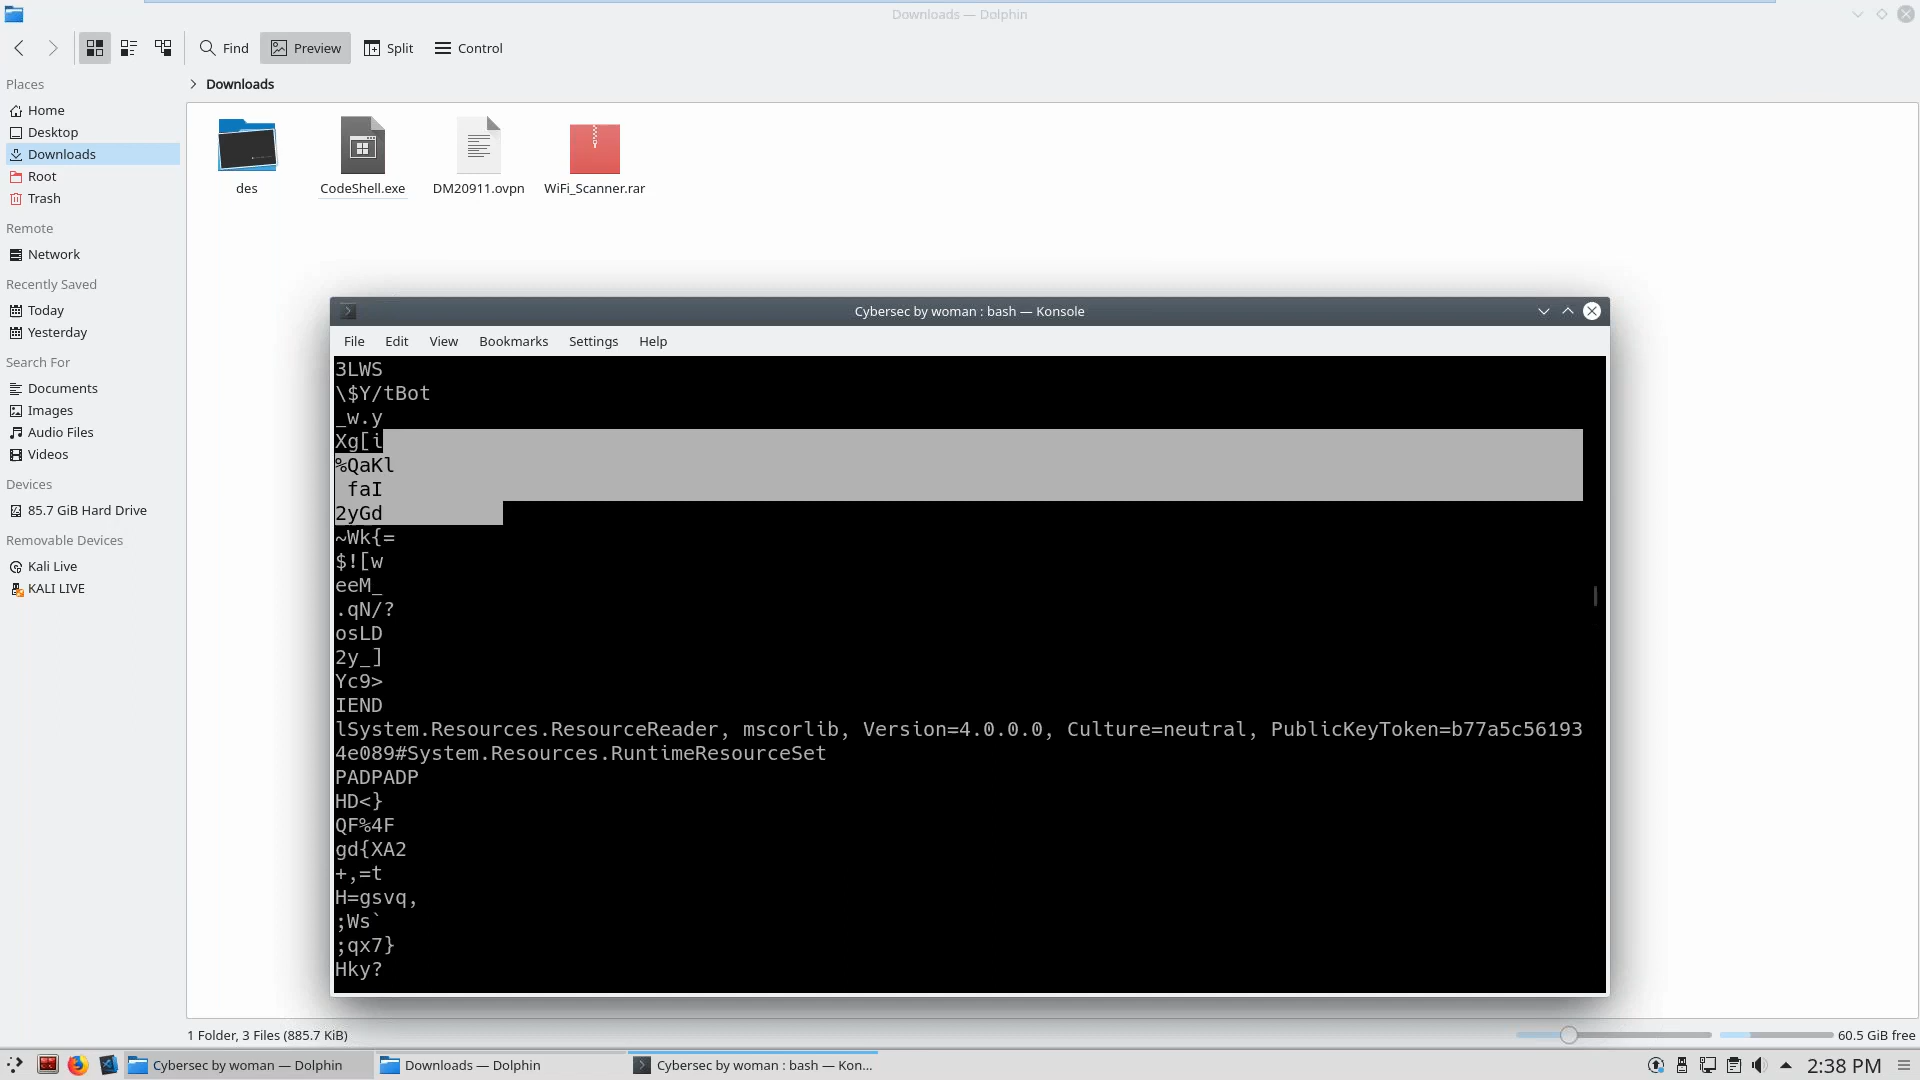 Downloads — Dolphin
Find
Preview
Split
Control
Places
Downloads
Home
Desktop
Downloads
Root
Trash
Remote
Network
Recently Saved
Today
Yesterday
Search For
Documents
Images
Audio Files
Videos
Devices
85.7 GiB Hard Drive
Removable Devices
Kali Live
KALI LIVE
des
CodeShell.exe
DM20911.ovpn
WiFi_Scanner.rar
Cybersec by woman : bash — Konsole
File Edit View Bookmarks Settings Help
3LWS
\$Y/tBot
_w.y
Xg[i
%QaKl
 faI
2yGd
~Wk{=
$![w
eeM_
.qN/?
osLD
2y_]
Yc9>
IEND
lSystem.Resources.ResourceReader, mscorlib, Version=4.0.0.0, Culture=neutral, PublicKeyToken=b77a5c56193
4e089#System.Resources.RuntimeResourceSet
PADPADP
HD<}
QF%4F
gd{XA2
+,=t
H=gsvq,
;Ws`
;qx7}
Hky?
1 Folder, 3 Files (885.7 KiB)
60.5 GiB free
Cybersec by woman — Dolphin
Downloads — Dolphin
Cybersec by woman : bash — Kon...
2:38 PM